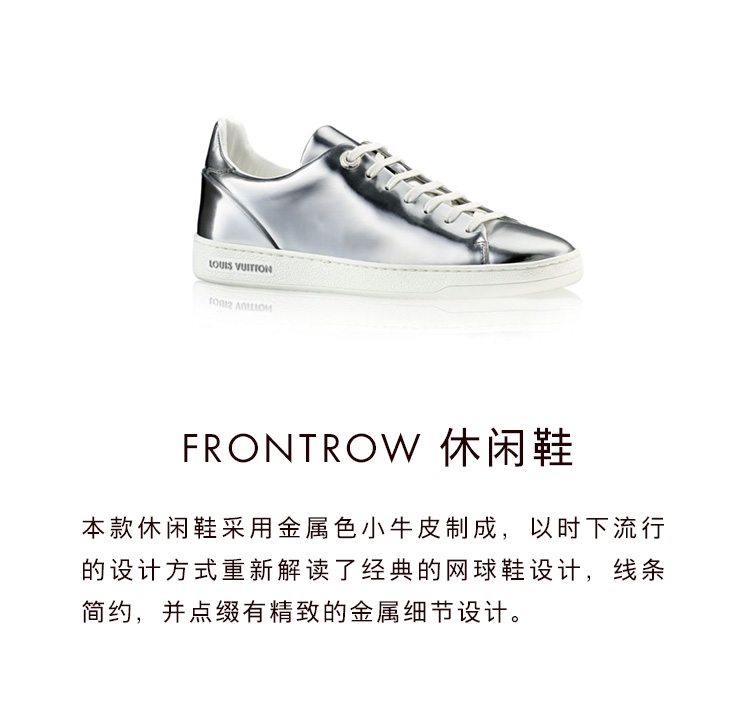 LOUIS VUITTON
FRONTROW 休闲鞋
本款休闲鞋采用金属色小牛皮制成，以时下流行
的设计方式重新解读了经典的网球鞋设计，线条
简约，并点缀有精致的金属细节设计。